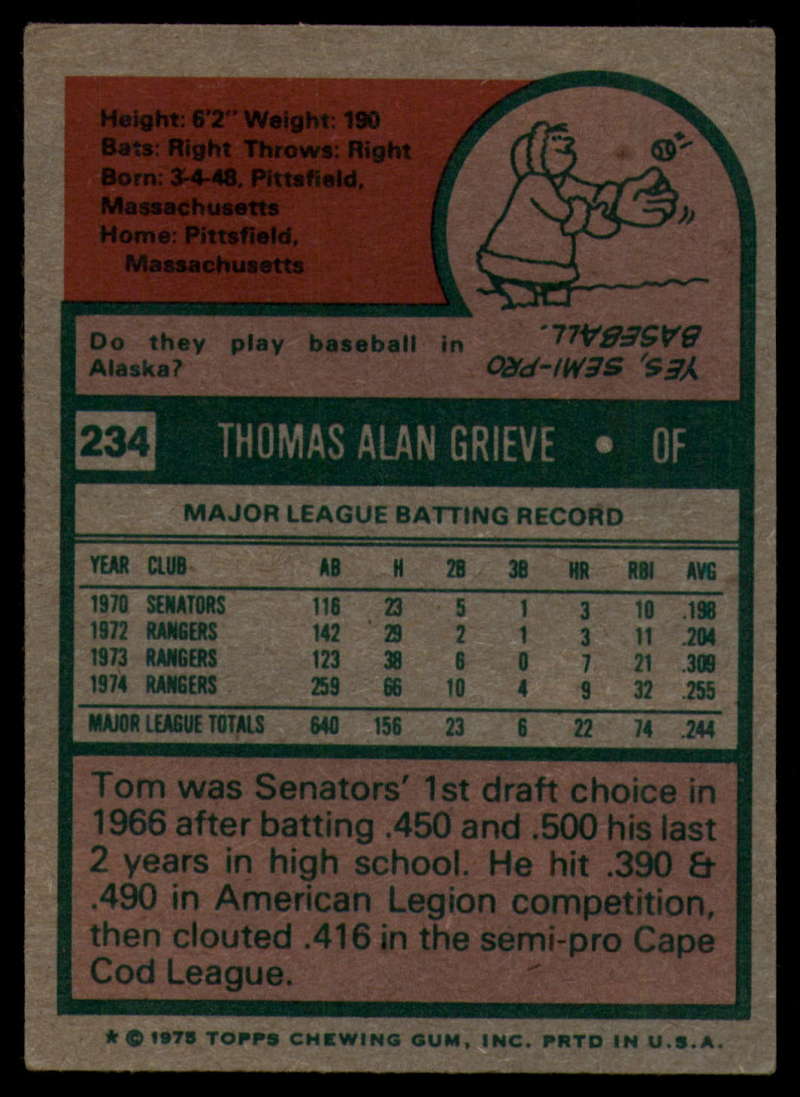 Height: 6'2" Weight: 190
Bats: Right Throws: Right
Born: 3-4-48, Pittsfield,
Massachusetts
Home: Pittsfield,
Massachusetts
Do they play baseball in
Alaska?
YES, SEMI-PRO
BASEBALL.
234 THOMAS ALAN GRIEVE • OF
MAJOR LEAGUE BATTING RECORD
YEAR CLUB AB H 2B 3B HR RBI AVG
1970 SENATORS 116 23 5 1 3 10 .198
1972 RANGERS 142 29 2 1 3 11 .204
1973 RANGERS 123 38 6 0 7 21 .309
1974 RANGERS 259 66 10 4 9 32 .255
MAJOR LEAGUE TOTALS 640 156 23 6 22 74 .244
Tom was Senators' 1st draft choice in
1966 after batting .450 and .500 his last
2 years in high school. He hit .390 &
.490 in American Legion competition,
then clouted .416 in the semi-pro Cape
Cod League.
* © 1975 TOPPS CHEWING GUM, INC. PRTD IN U.S.A.